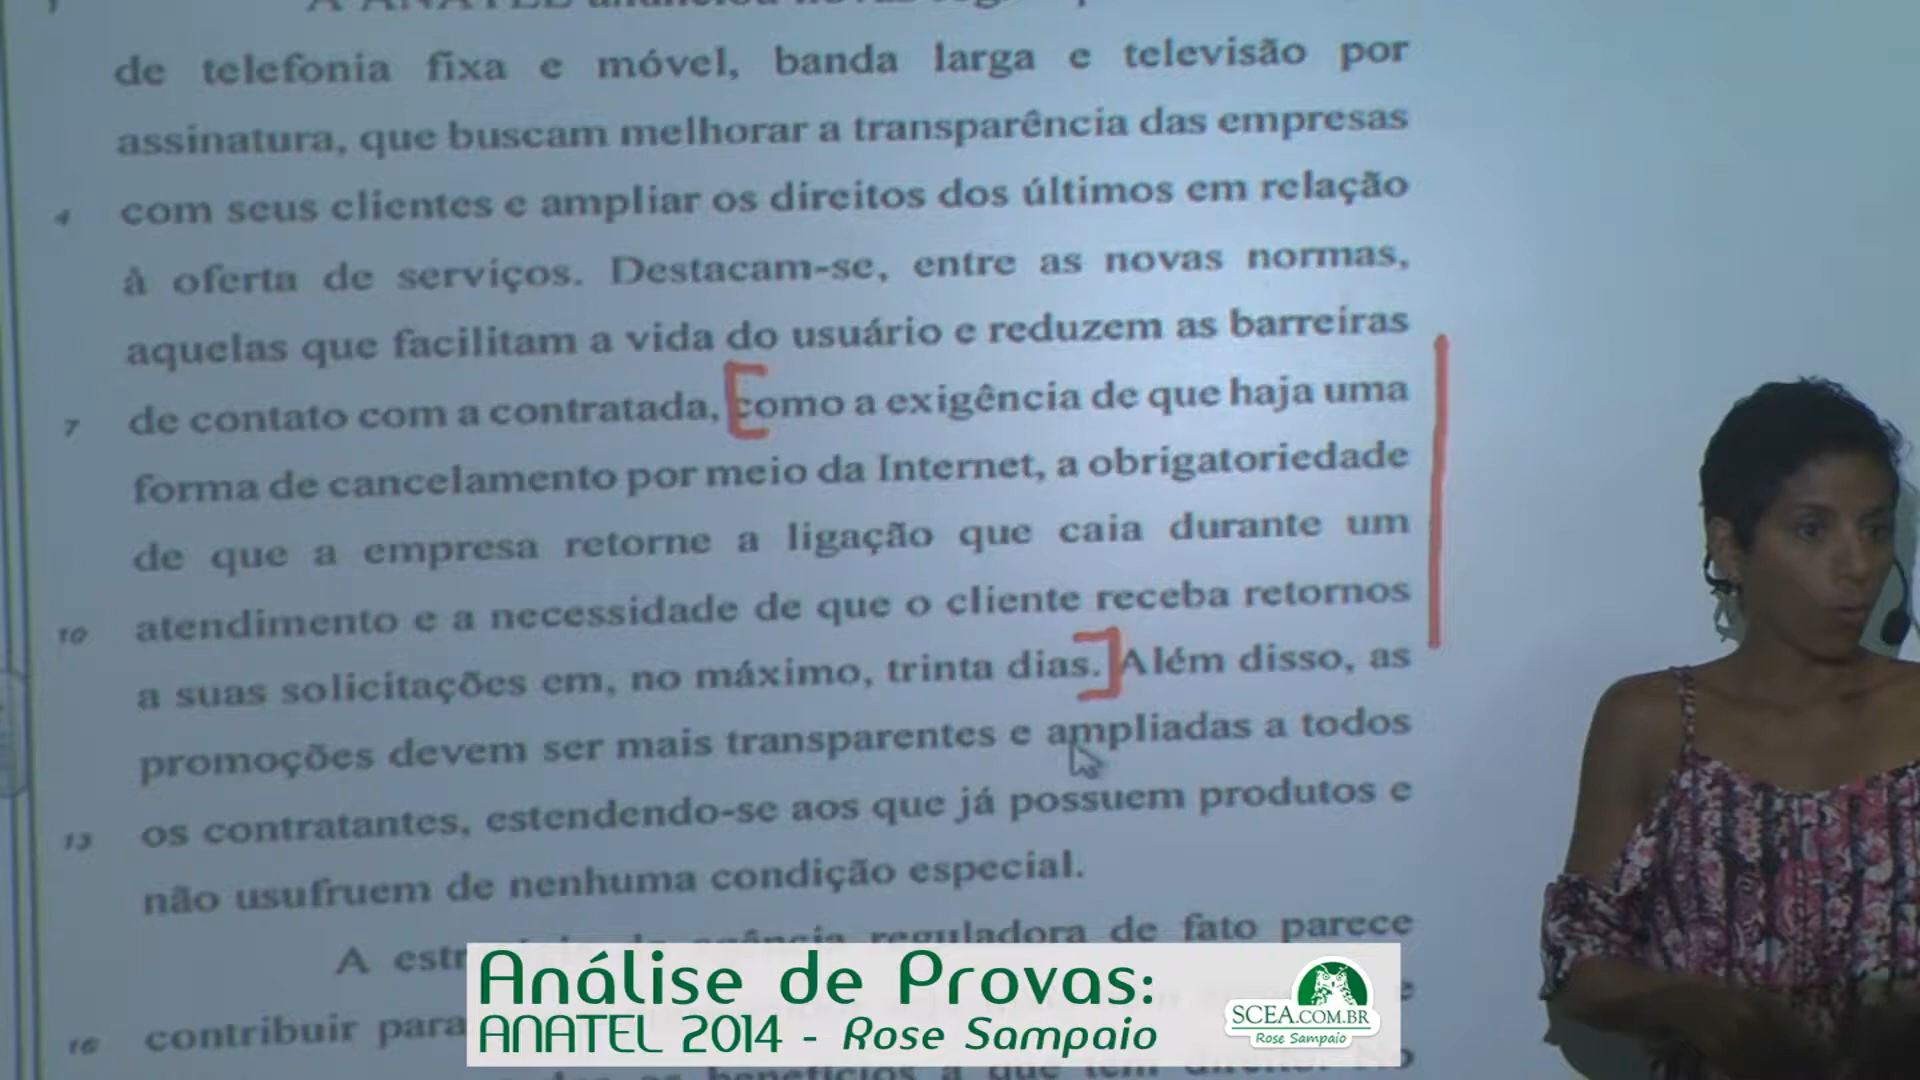 A ANATEL anunciou novas
de telefonia fixa e móvel, banda larga e televisão por
assinatura, que buscam melhorar a transparência das empresas
4 com seus clientes e ampliar os direitos dos últimos em relação
à oferta de serviços. Destacam-se, entre as novas normas,
aquelas que facilitam a vida do usuário e reduzem as barreiras
7 de contato com a contratada, como a exigência de que haja uma
forma de cancelamento por meio da Internet, a obrigatoriedade
de que a empresa retorne a ligação que caia durante um
10 atendimento e a necessidade de que o cliente receba retornos
a suas solicitações em, no máximo, trinta dias. Além disso, as
promoções devem ser mais transparentes e ampliadas a todos
13 os contratantes, estendendo-se aos que já possuem produtos e
não usufruem de nenhuma condição especial.
A reguladora de fato parece
16 contribuir para
benefícios a que têm
Análise de Provas:
ANATEL 2014 - Rose Sampaio
SCEA.COM.BR
Rose Sampaio